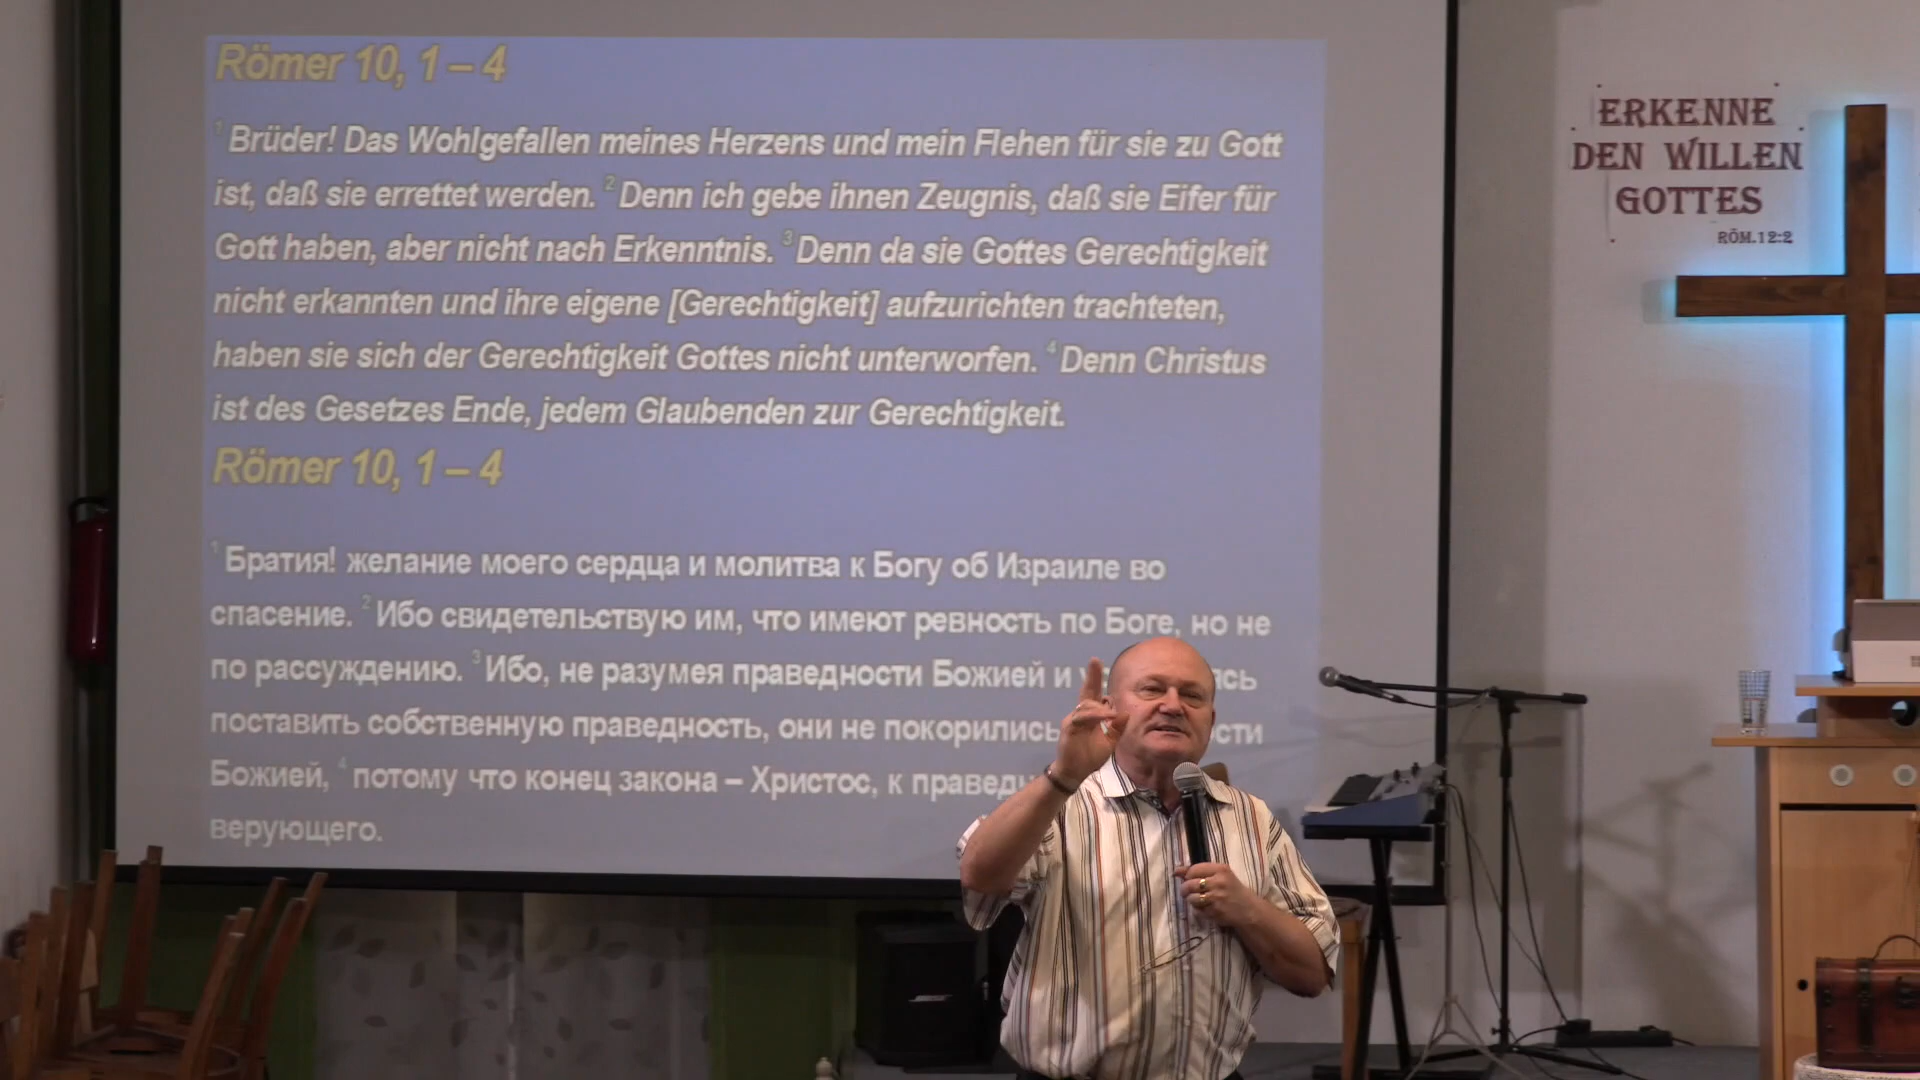 Römer 10, 1 – 4
1 Brüder! Das Wohlgefallen meines Herzens und mein Flehen für sie zu Gott
ist, daß sie errettet werden. 2 Denn ich gebe ihnen Zeugnis, daß sie Eifer für
Gott haben, aber nicht nach Erkenntnis. 3 Denn da sie Gottes Gerechtigkeit
nicht erkannten und ihre eigene [Gerechtigkeit] aufzurichten trachteten,
haben sie sich der Gerechtigkeit Gottes nicht unterworfen. 4 Denn Christus
ist des Gesetzes Ende, jedem Glaubenden zur Gerechtigkeit.
Römer 10, 1 – 4
1 Братия! желание моего сердца и молитва к Богу об Израиле во
спасение. 2 Ибо свидетельствую им, что имеют ревность по Боге, но не
по рассуждению. 3 Ибо, не разумея праведности Божией и
поставить собственную праведность, они не покорились
Божией, 4 потому что конец закона – Христос, к
верующего.
ERKENNE
DEN WILLEN
GOTTES
RÖM.12:2